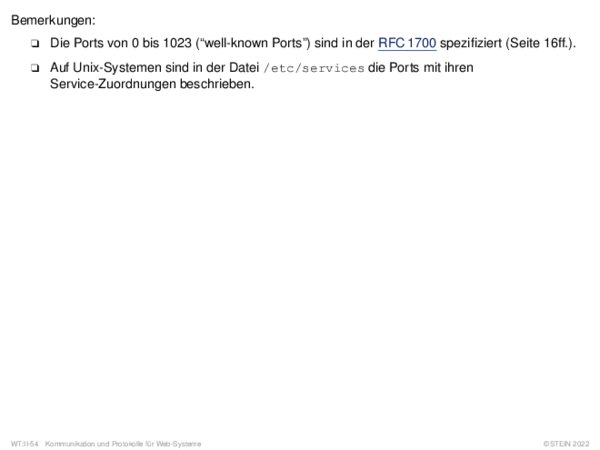 Bemerkungen:
❑ Die Ports von 0 bis 1023 (“well-known Ports”) sind in der RFC 1700 spezifiziert (Seite 16ff.).
❑ Auf Unix-Systemen sind in der Datei /etc/services die Ports mit ihren
Service-Zuordnungen beschrieben.
WT:II-54 Kommunikation und Protokolle für Web-Systeme ©STEIN 2022